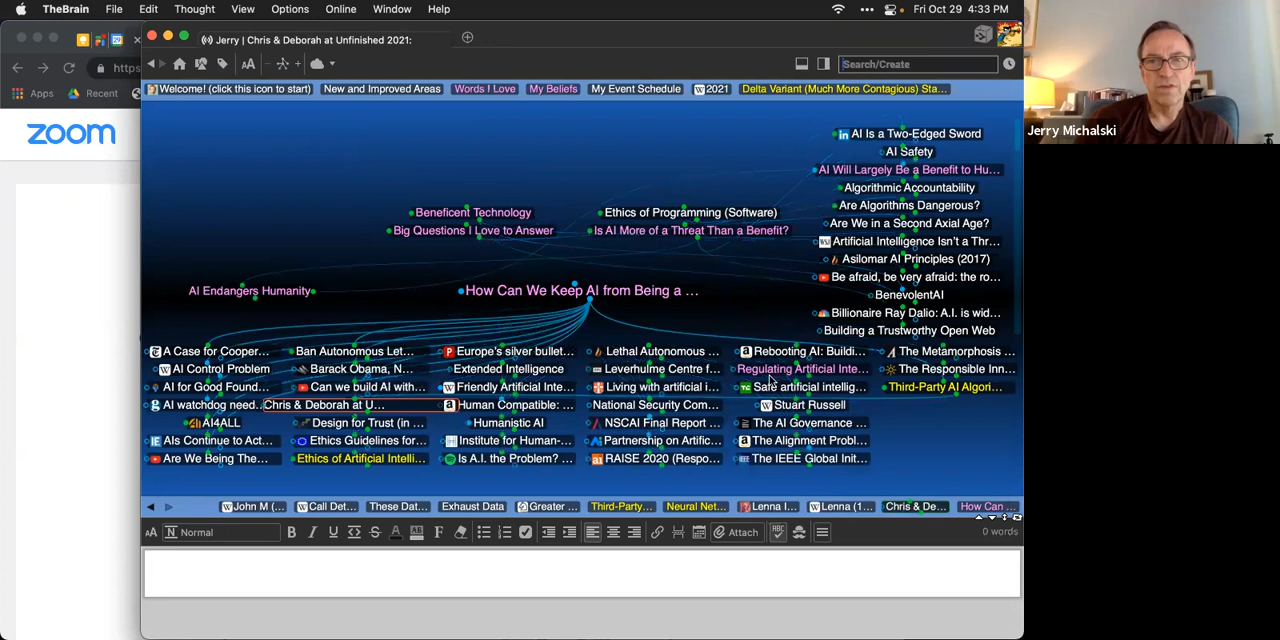 TheBrain File Edit Thought View Options Online Window Help Fri Oct 29 4:33 PM
Jerry | Chris & Deborah at Unfinished 2021:
https
Search/Create
Apps Recent
Welcome! (click this icon to start) New and Improved Areas Words I Love My Beliefs My Event Schedule 2021 Delta Variant (Much More Contagious) Sta...
zoom
Jerry Michalski
AI Is a Two-Edged Sword
AI Safety
AI Will Largely Be a Benefit to Hu...
Algorithmic Accountability
Are Algorithms Dangerous?
Are We in a Second Axial Age?
Artificial Intelligence Isn't a Thr...
Asilomar AI Principles (2017)
Be afraid, be very afraid: the ro...
BenevolentAI
Billionaire Ray Dalio: A.I. is wid...
Building a Trustworthy Open Web
Beneficent Technology Ethics of Programming (Software)
Big Questions I Love to Answer Is AI More of a Threat Than a Benefit?
AI Endangers Humanity How Can We Keep AI from Being a ...
A Case for Cooper... Ban Autonomous Let... Europe's silver bullet... Lethal Autonomous ... Rebooting AI: Buildi... The Metamorphosis ...
AI Control Problem Barack Obama, N... Extended Intelligence Leverhulme Centre f... Regulating Artificial Inte... The Responsible Inn...
AI for Good Found... Can we build AI with... Friendly Artificial Inte... Living with artificial i... Safe artificial intellig... Third-Party AI Algori...
AI watchdog need... Chris & Deborah at U... Human Compatible: ... National Security Com... Stuart Russell
AI4ALL Design for Trust (in ... Humanistic AI NSCAI Final Report ... The AI Governance ...
AIs Continue to Act... Ethics Guidelines for... Institute for Human-... Partnership on Artific... The Alignment Probl...
Are We Being The... Ethics of Artificial Intelli... Is A.I. the Problem? ... RAISE 2020 (Respo... The IEEE Global Init...
John M (... Call Det... These Dat... Exhaust Data Greater ... Third-Party... Neural Net... Lenna I... Lenna (1... Chris & De... How Can ...
Normal Attach 0 words